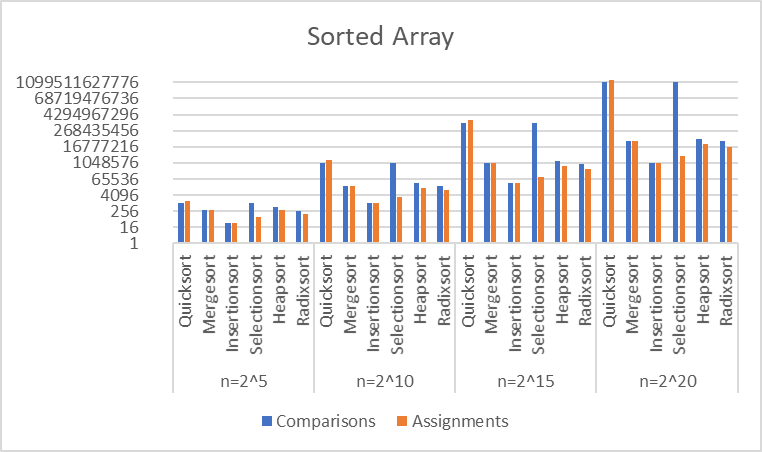 Sorted Array
1099511627776
68719476736
4294967296
268435456
16777216
1048576
65536
4096
256
16
1
Quicksort
Mergesort
Insertionsort
Selectionsort
Heapsort
Radixsort
Quicksort
Mergesort
Insertionsort
Selectionsort
Heapsort
Radixsort
Quicksort
Mergesort
Insertionsort
Selectionsort
Heapsort
Radixsort
Quicksort
Mergesort
Insertionsort
Selectionsort
Heapsort
Radixsort
n=2^5 n=2^10 n=2^15 n=2^20
Comparisons Assignments